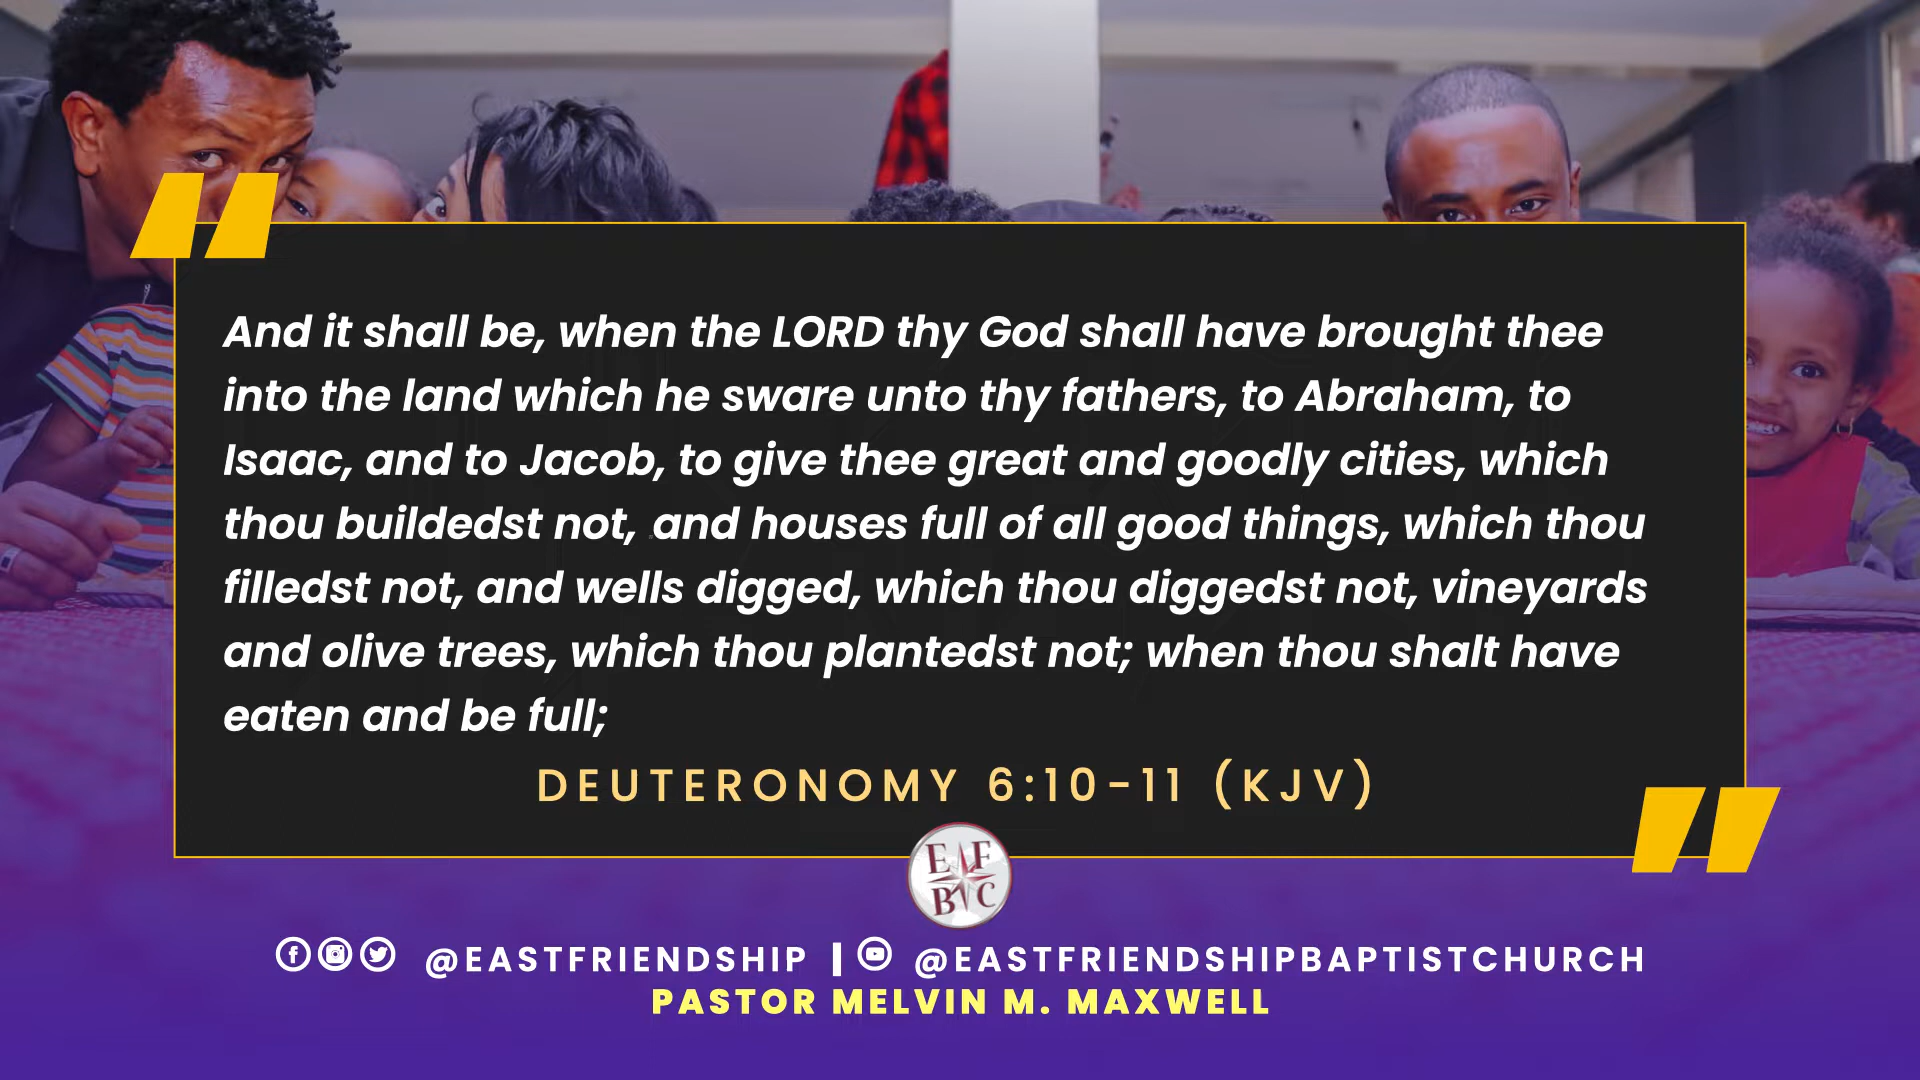 And it shall be, when the LORD thy God shall have brought thee
into the land which he sware unto thy fathers, to Abraham, to
Isaac, and to Jacob, to give thee great and goodly cities, which
thou buildedst not, and houses full of all good things, which thou
filledst not, and wells digged, which thou diggedst not, vineyards
and olive trees, which thou plantedst not; when thou shalt have
eaten and be full;
DEUTERONOMY 6:10-11 (KJV)
E F
B C
@EASTFRIENDSHIP | @EASTFRIENDSHIPBAPTISTCHURCH
PASTOR MELVIN M. MAXWELL